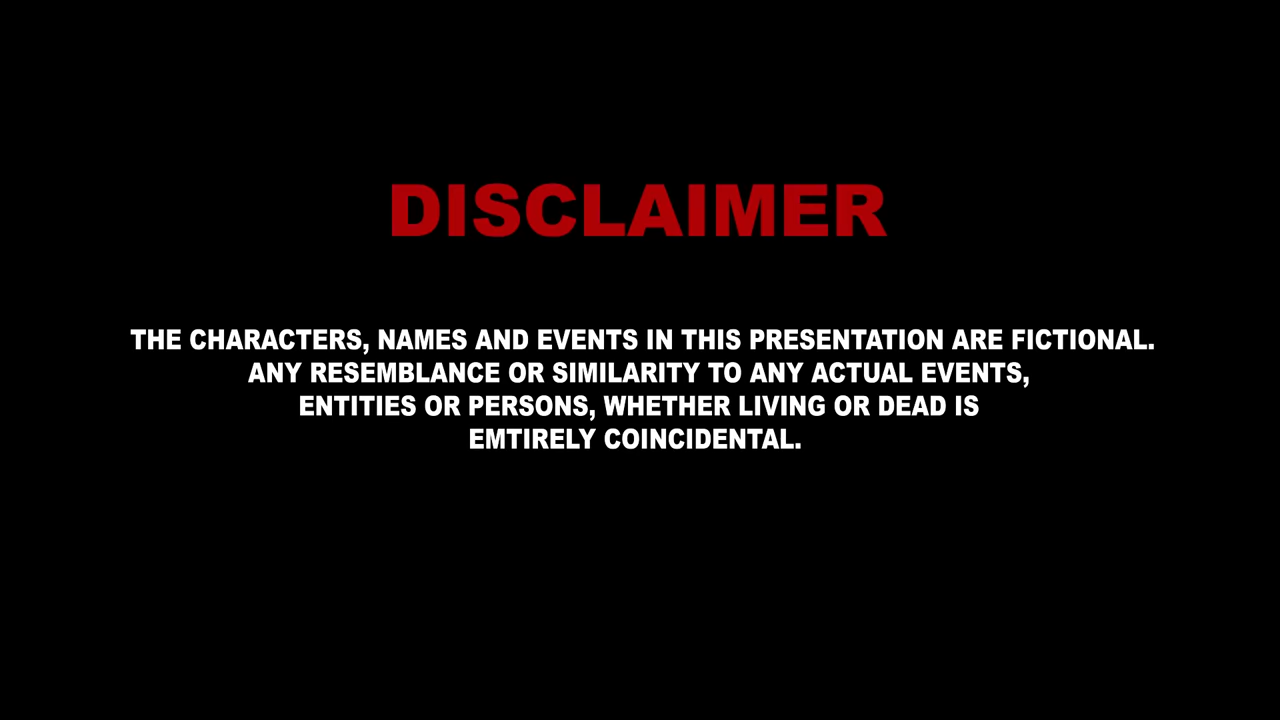 DISCLAIMER
THE CHARACTERS, NAMES AND EVENTS IN THIS PRESENTATION ARE FICTIONAL.
ANY RESEMBLANCE OR SIMILARITY TO ANY ACTUAL EVENTS,
ENTITIES OR PERSONS, WHETHER LIVING OR DEAD IS
EMTIRELY COINCIDENTAL.